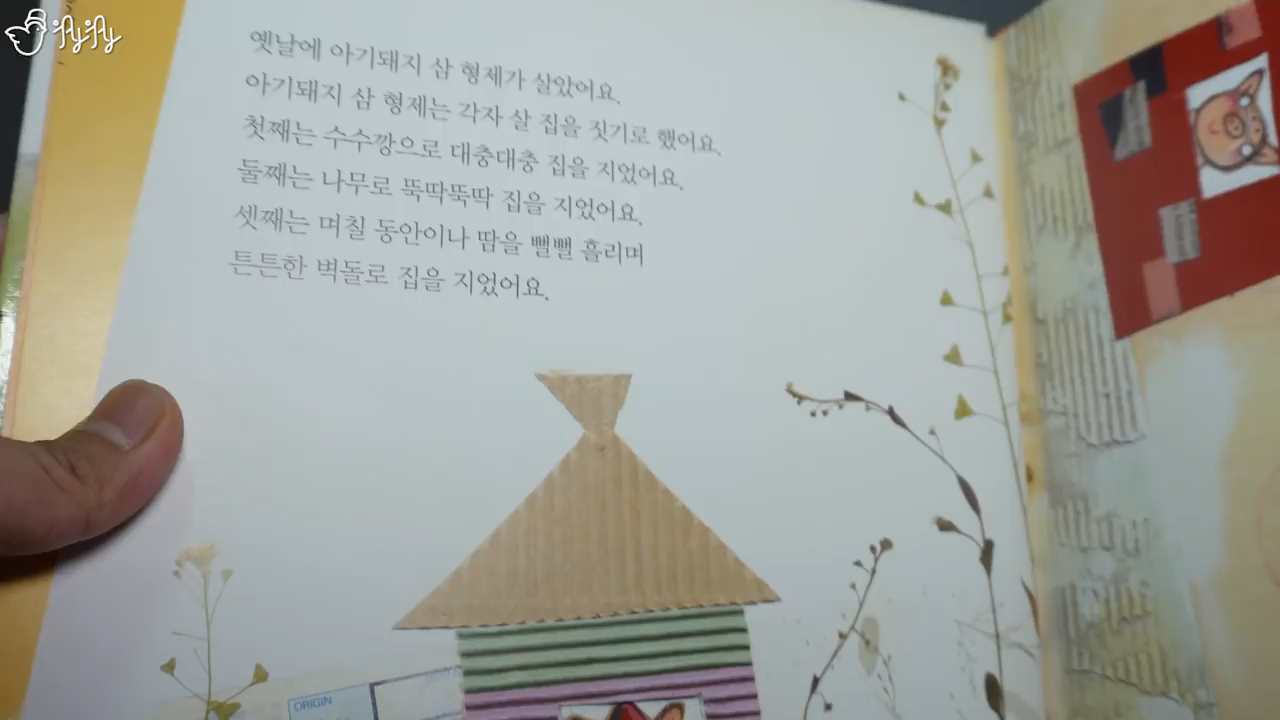 옛날에 아기돼지 삼 형제가 살았어요.
아기돼지 삼 형제는 각자 살 집을 짓기로 했어요.
첫째는 수수깡으로 대충대충 집을 지었어요.
둘째는 나무로 뚝딱뚝딱 집을 지었어요.
셋째는 며칠 동안이나 땀을 뻘뻘 흘리며
튼튼한 벽돌로 집을 지었어요.
ORIGIN